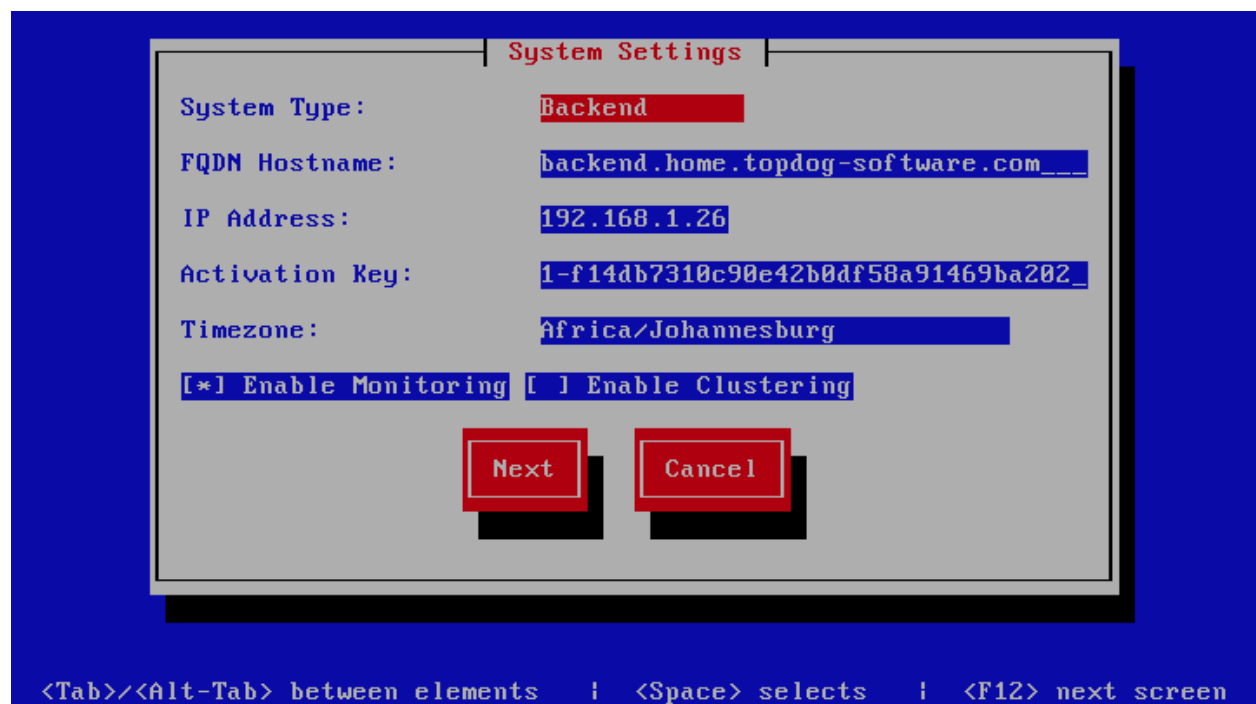 System Settings
System Type: Backend
FQDN Hostname: backend.home.topdog-software.com___
IP Address: 192.168.1.26
Activation Key: 1-f14db7310c90e42b0df58a91469ba202_
Timezone: Africa/Johannesburg
[*] Enable Monitoring [ ] Enable Clustering
Next Cancel
<Tab>/<Alt-Tab> between elements | <Space> selects | <F12> next screen